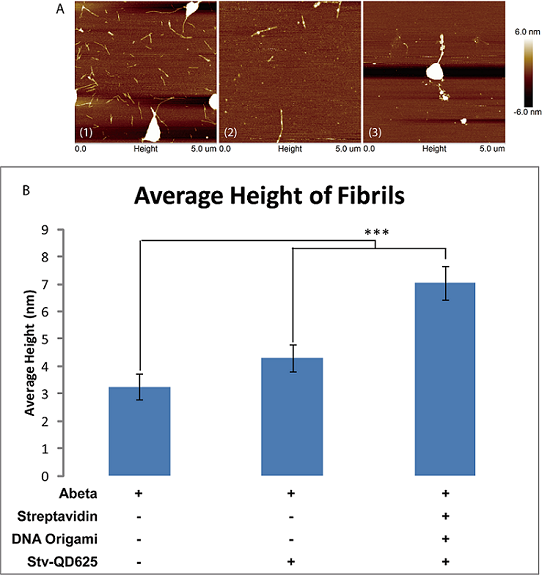 A
(1)
(2)
(3)
6.0 nm
-6.0 nm
0.0 Height 5.0 um
0.0 Height 5.0 um
0.0 Height 5.0 um
B
Average Height of Fibrils
***
Average Height (nm)
9
8
7
6
5
4
3
2
1
0
Abeta + + +
Streptavidin - - +
DNA Origami - - +
Stv-QD625 - + +